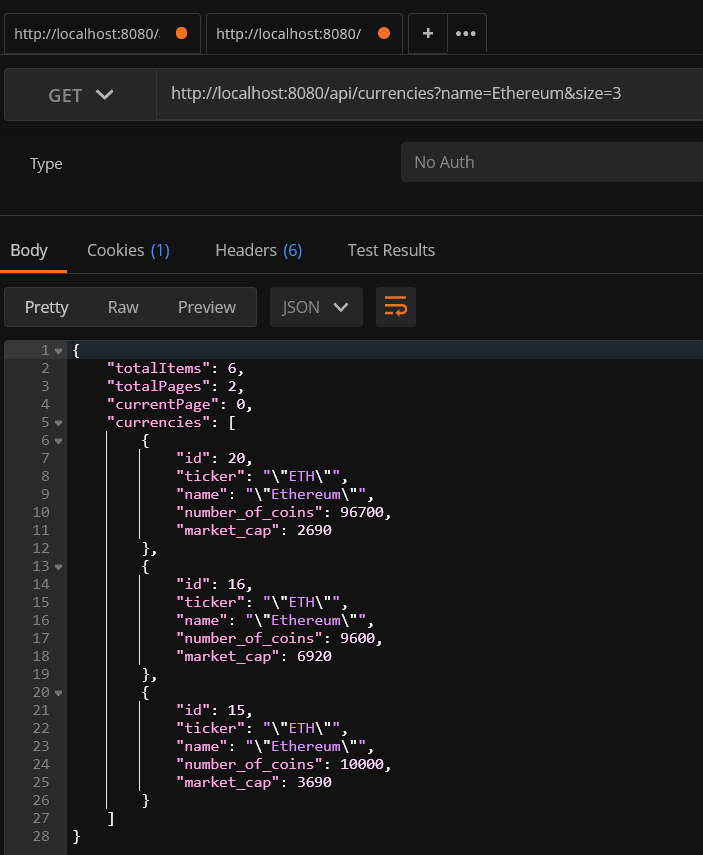 http://localhost:8080/ http://localhost:8080/ + •••
GET http://localhost:8080/api/currencies?name=Ethereum&size=3
Type No Auth
Body Cookies (1) Headers (6) Test Results
Pretty Raw Preview JSON
1 {
2 "totalItems": 6,
3 "totalPages": 2,
4 "currentPage": 0,
5 "currencies": [
6 {
7 "id": 20,
8 "ticker": "\"ETH\"",
9 "name": "\"Ethereum\"",
10 "number_of_coins": 96700,
11 "market_cap": 2690
12 },
13 {
14 "id": 16,
15 "ticker": "\"ETH\"",
16 "name": "\"Ethereum\"",
17 "number_of_coins": 9600,
18 "market_cap": 6920
19 },
20 {
21 "id": 15,
22 "ticker": "\"ETH\"",
23 "name": "\"Ethereum\"",
24 "number_of_coins": 10000,
25 "market_cap": 3690
26 }
27 ]
28 }